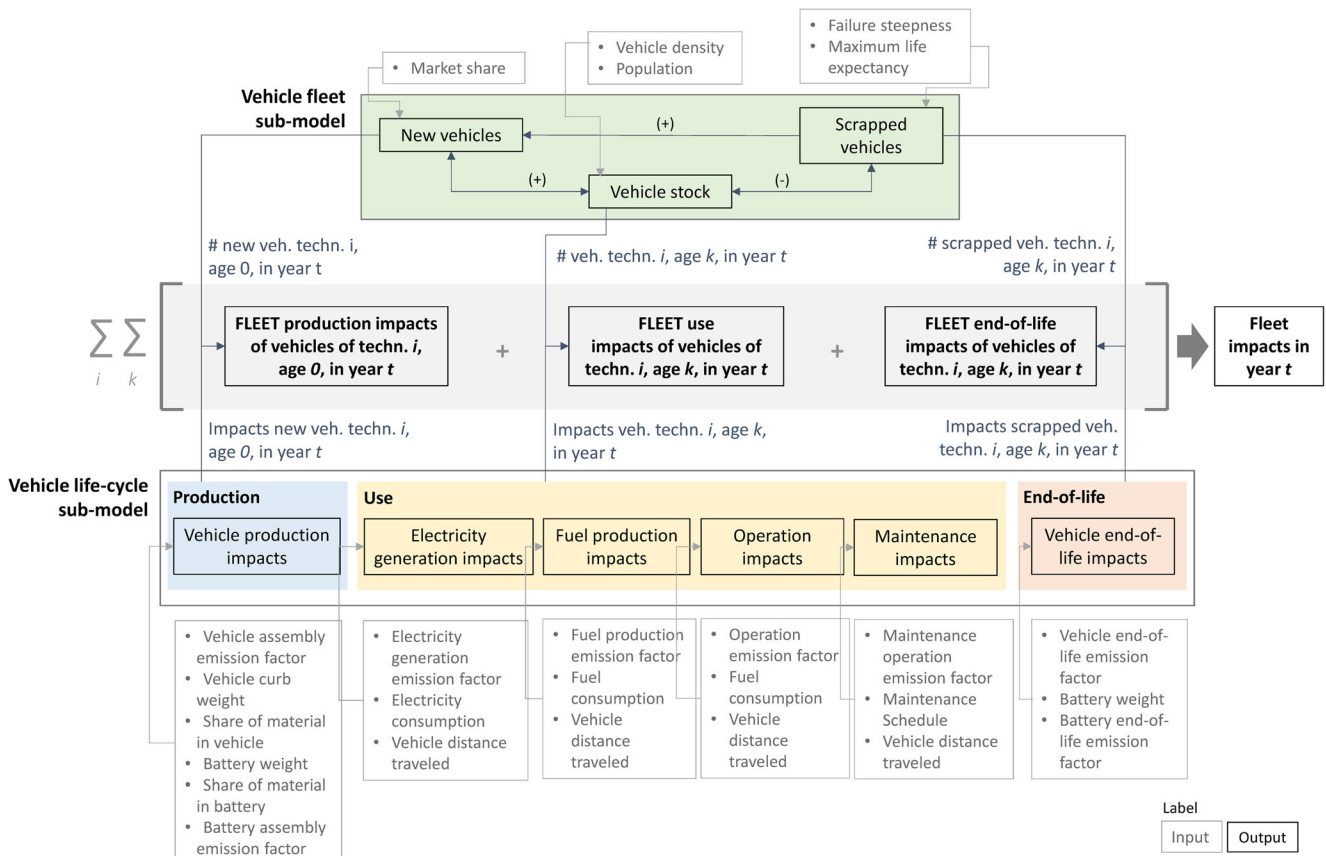 • Failure steepness
• Maximum life
expectancy
• Vehicle density
• Population
• Market share
Vehicle fleet
sub-model
New vehicles
(+)
Scrapped
vehicles
(+)
Vehicle stock
(-)
# new veh. techn. i,
age 0, in year t
# veh. techn. i, age k, in year t
# scrapped veh. techn. i,
age k, in year t
∑ ∑
i k
FLEET production impacts
of vehicles of techn. i,
age 0, in year t
+
FLEET use
impacts of vehicles of
techn. i, age k, in year t
+
FLEET end-of-life
impacts of vehicles of
techn. i, age k, in year t
Fleet
impacts in
year t
Impacts new veh. techn. i,
age 0, in year t
Impacts veh. techn. i, age k,
in year t
Impacts scrapped veh.
techn. i, age k, in year t
Vehicle life-cycle
sub-model
Production
Vehicle production
impacts
Use
Electricity
generation impacts
Fuel production
impacts
Operation
impacts
Maintenance
impacts
End-of-life
Vehicle end-of-
life impacts
• Vehicle assembly
emission factor
• Vehicle curb
weight
• Share of material
in vehicle
• Battery weight
• Share of material
in battery
• Battery assembly
emission factor
• Electricity
generation
emission factor
• Electricity
consumption
• Vehicle distance
traveled
• Fuel production
emission factor
• Fuel
consumption
• Vehicle
distance
traveled
• Operation
emission factor
• Fuel
consumption
• Vehicle
distance
traveled
• Maintenance
operation
emission factor
• Maintenance
Schedule
• Vehicle distance
traveled
• Vehicle end-of-
life emission
factor
• Battery weight
• Battery end-of-
life emission
factor
Label
Input
Output